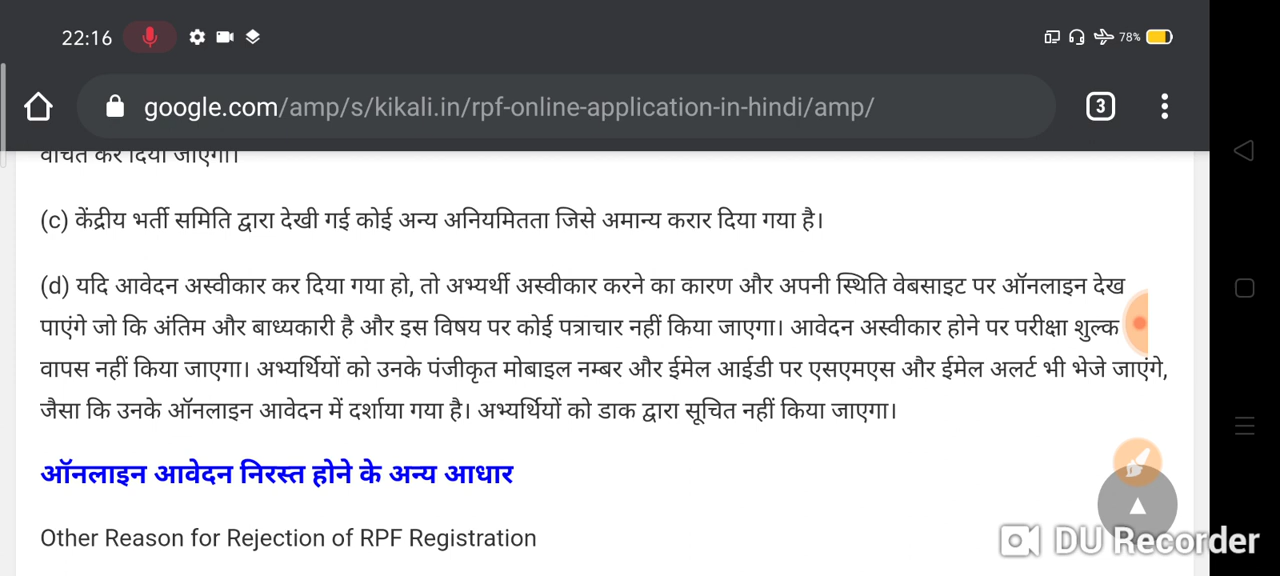 22:16
78%
google.com/amp/s/kikali.in/rpf-online-application-in-hindi/amp/
3
वंचित कर दिया जाएगा।
(c) केंद्रीय भर्ती समिति द्वारा देखी गई कोई अन्य अनियमितता जिसे अमान्य करार दिया गया है।
(d) यदि आवेदन अस्वीकार कर दिया गया हो, तो अभ्यर्थी अस्वीकार करने का कारण और अपनी स्थिति वेबसाइट पर ऑनलाइन देख
पाएंगे जो कि अंतिम और बाध्यकारी है और इस विषय पर कोई पत्राचार नहीं किया जाएगा। आवेदन अस्वीकार होने पर परीक्षा शुल्क
वापस नहीं किया जाएगा। अभ्यर्थियों को उनके पंजीकृत मोबाइल नम्बर और ईमेल आईडी पर एसएमएस और ईमेल अलर्ट भी भेजे जाएंगे,
जैसा कि उनके ऑनलाइन आवेदन में दर्शाया गया है। अभ्यर्थियों को डाक द्वारा सूचित नहीं किया जाएगा।
ऑनलाइन आवेदन निरस्त होने के अन्य आधार
Other Reason for Rejection of RPF Registration
DU Recorder